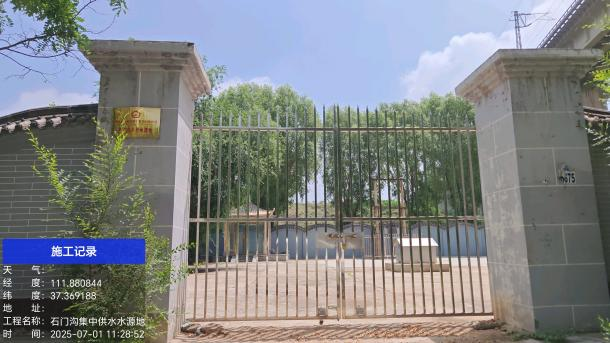 施工记录
天 气:
经 度: 111.880844
纬 度: 37.369188
地 址:
工程名称: 石门沟集中供水水源地
时 间: 2025-07-01 11:28:52